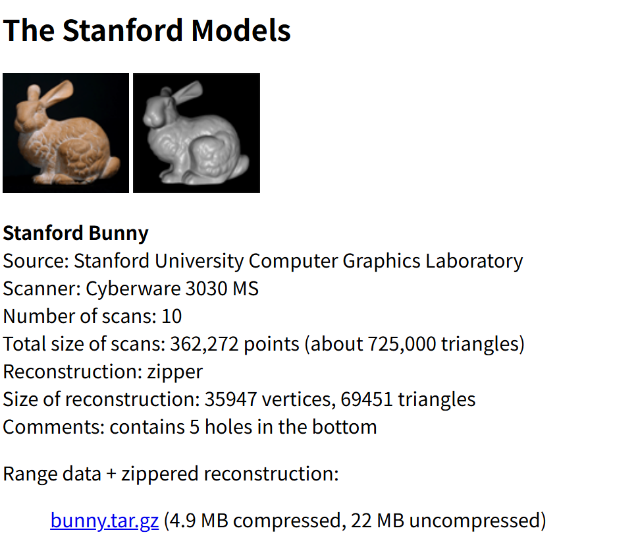 The Stanford Models
Stanford Bunny
Source: Stanford University Computer Graphics Laboratory
Scanner: Cyberware 3030 MS
Number of scans: 10
Total size of scans: 362,272 points (about 725,000 triangles)
Reconstruction: zipper
Size of reconstruction: 35947 vertices, 69451 triangles
Comments: contains 5 holes in the bottom
Range data + zippered reconstruction:
bunny.tar.gz (4.9 MB compressed, 22 MB uncompressed)